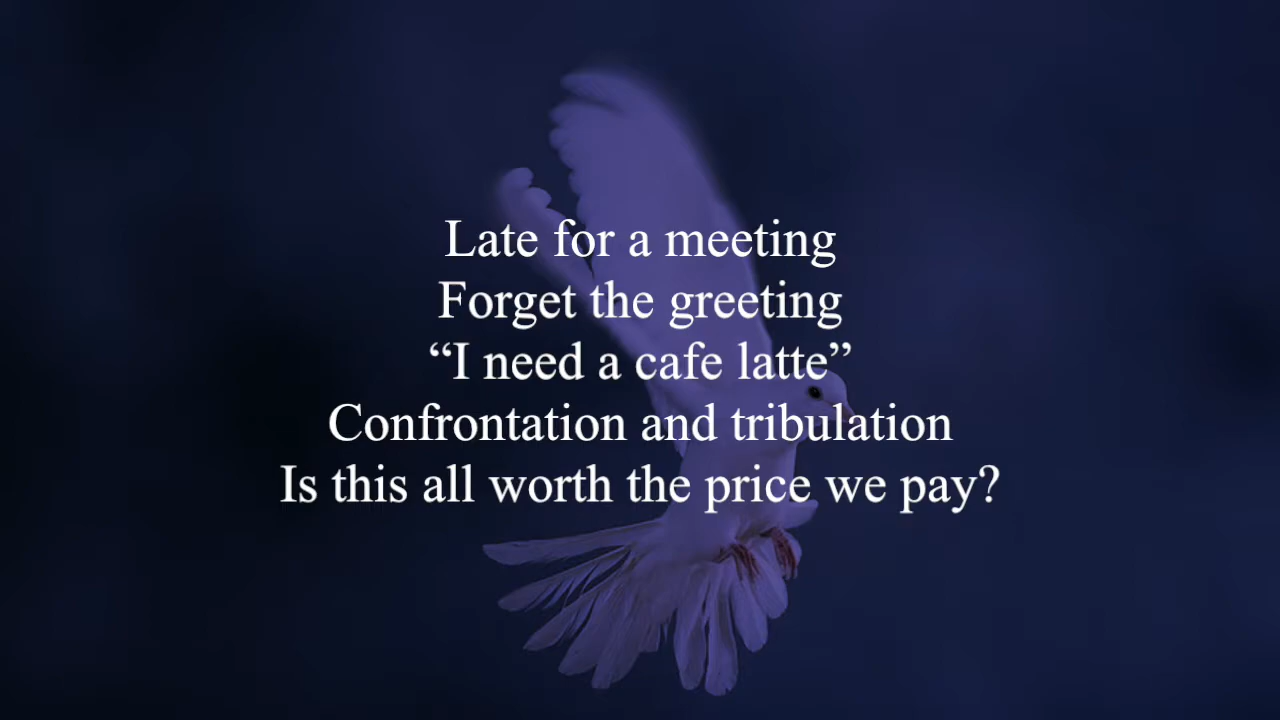 Late for a meeting
Forget the greeting
“I need a cafe latte”
Confrontation and tribulation
Is this all worth the price we pay?